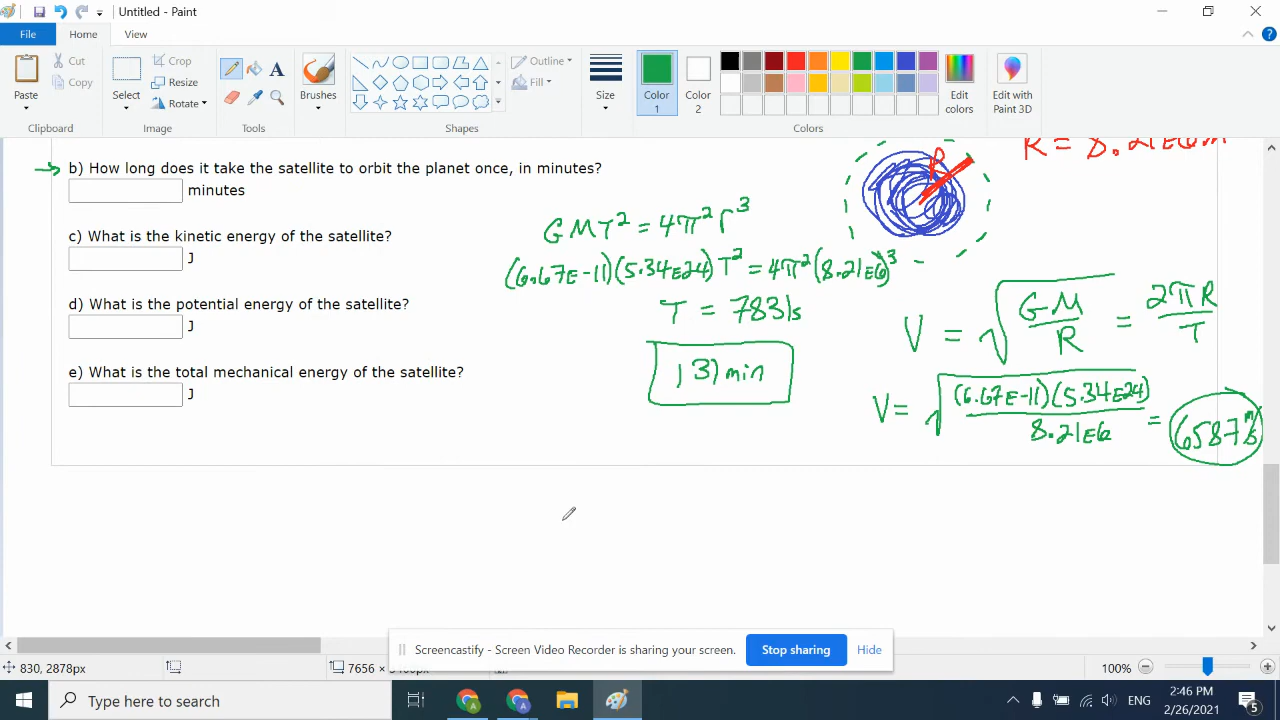 Untitled - Paint
File
Home
View
Paste
Cut
Copy
Clipboard
Select
Crop
Resize
Rotate
Image
A
Tools
Brushes
Outline
Fill
Shapes
Size
Color 1
Color 2
Edit colors
Colors
Edit with Paint 3D
R = 8.21E6m
R
b) How long does it take the satellite to orbit the planet once, in minutes?
minutes
c) What is the kinetic energy of the satellite?
J
d) What is the potential energy of the satellite?
J
e) What is the total mechanical energy of the satellite?
J
GMT² = 4π²r³
(6.67E-11)(5.34E24)T² = 4π²(8.21E6)³
T = 7831s
131min
V = √(GM/R) = 2πR/T
V = √((6.67E-11)(5.34E24)/8.21E6) = 6587 m/s
Screencastify - Screen Video Recorder is sharing your screen.
Stop sharing
Hide
830, 2878px
100%
Type here to search
ENG
2:46 PM
2/26/2021
5